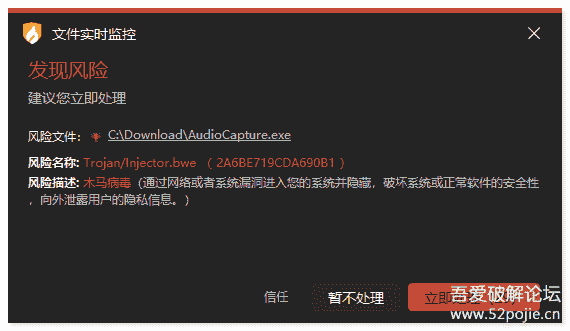 文件实时监控
发现风险
建议您立即处理
风险文件: C:\Download\AudioCapture.exe
风险名称: Trojan/Injector.bwe （2A6BE719CDA690B1）
风险描述: 木马病毒（通过网络或者系统漏洞进入您的系统并隐藏，破坏系统或正常软件的安全性
，向外泄露用户的隐私信息。）
信任
暂不处理
立即
吾爱破解论坛
www.52pojie.cn